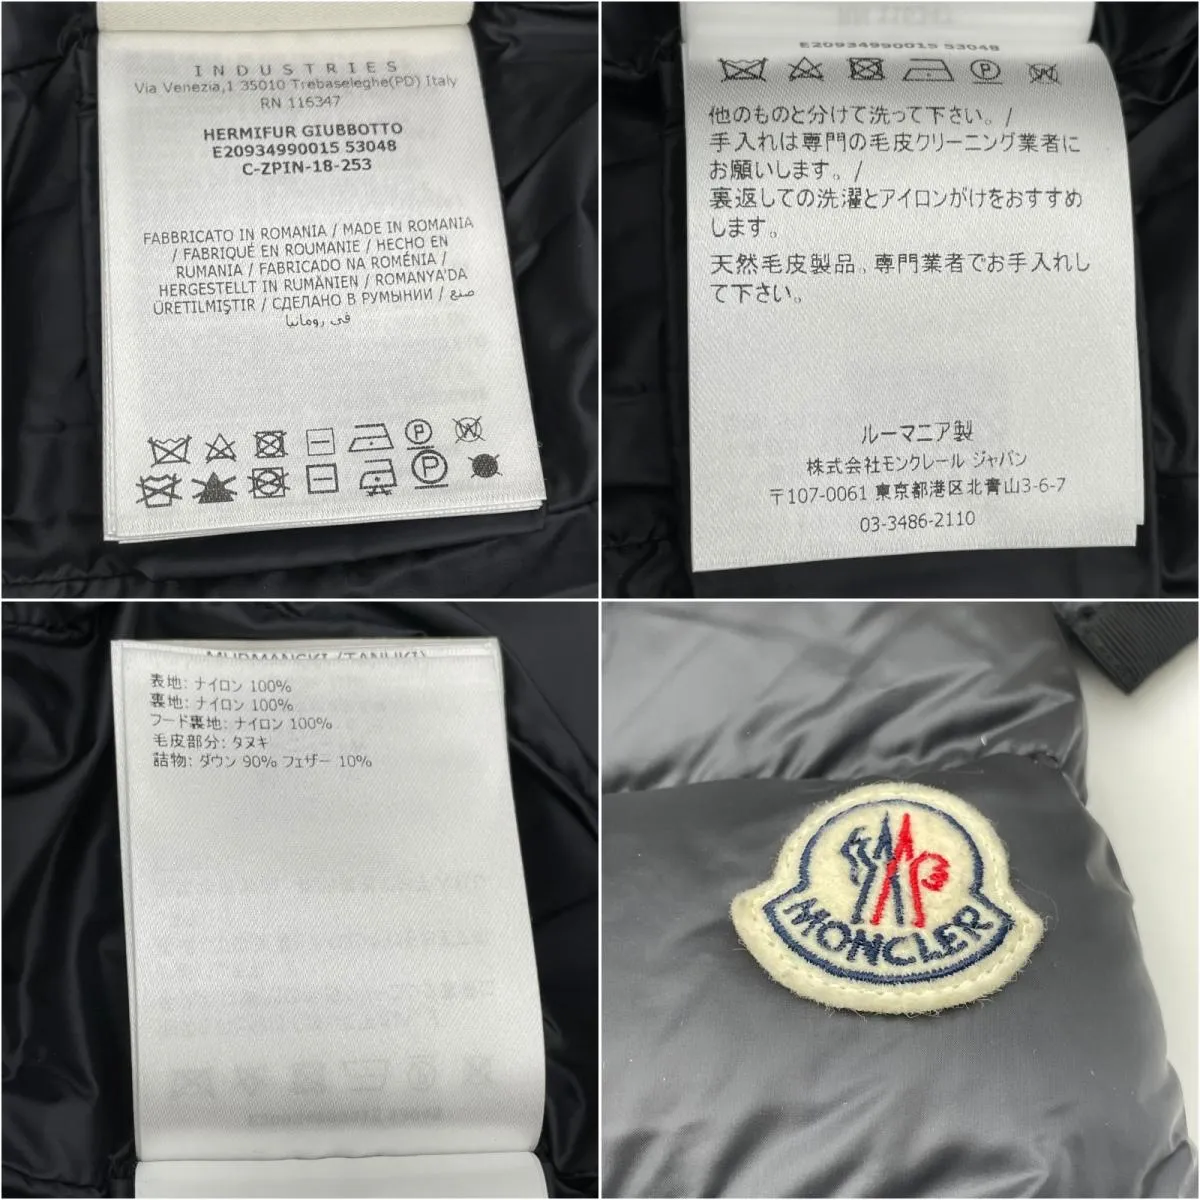 INDUSTRIES
Via Venezia,1 35010 Trebaseleghe(PD) Italy
RN 116347
HERMIFUR GIUBBOTTO
E20934990015 53048
C-ZPIN-18-253
FABBRICATO IN ROMANIA / MADE IN ROMANIA
/ FABRIQUÉ EN ROUMANIE / HECHO EN
RUMANIA / FABRICADO NA ROMÉNIA /
HERGESTELLT IN RUMÄNIEN / ROMANYA'DA
ÜRETILMIŞTIR / СДЕЛАНО В РУМЫНИИ / صنع
في رومانيا
P
W
P
E20934990015 53048
P
W
他のものと分けて洗って下さい。/
手入れは専門の毛皮クリーニング業者に
お願いします。/
裏返しての洗濯とアイロンがけをおすすめ
します。
天然毛皮製品、専門業者でお手入れし
て下さい。
ルーマニア製
株式会社モンクレール ジャパン
〒107-0061 東京都港区北青山3-6-7
03-3486-2110
MURMANSKI (TANUKI)
表地: ナイロン 100%
裏地: ナイロン 100%
フード裏地: ナイロン 100%
毛皮部分: タヌキ
詰物: ダウン 90% フェザー 10%
MONCLER